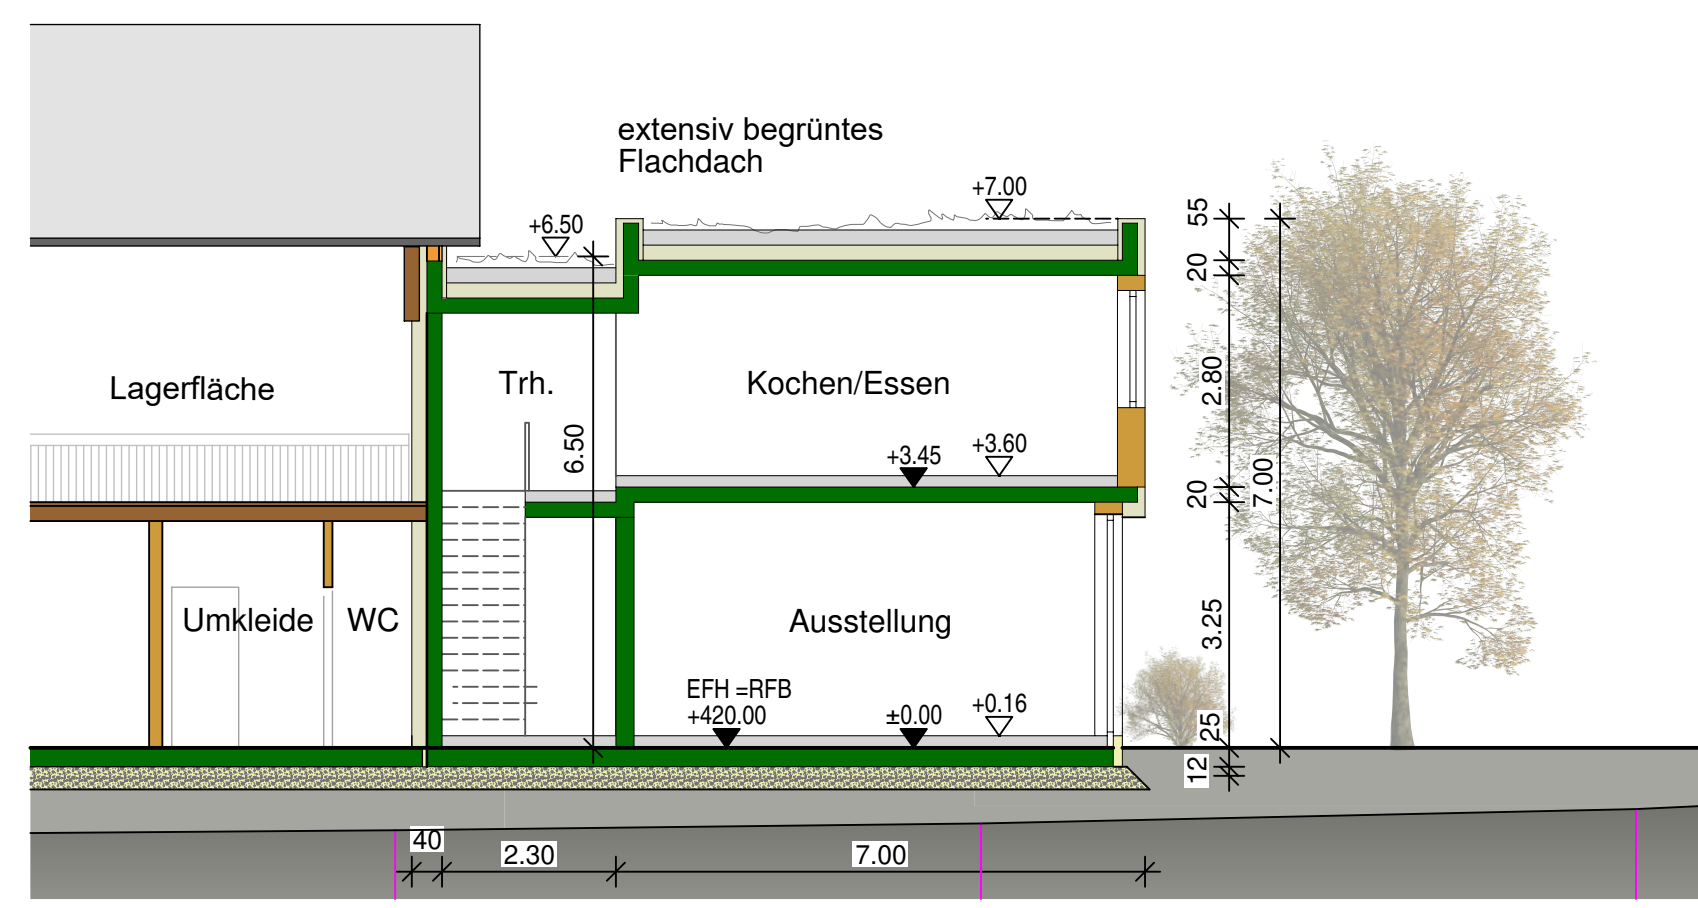 extensiv begrüntes
Flachdach
+7.00
+6.50
55
20
Lagerfläche
Trh.
Kochen/Essen
2.80
6.50
+3.45
+3.60
20
7.00
Umkleide
WC
Ausstellung
3.25
EFH =RFB
+420.00
±0.00
+0.16
25
12
40
2.30
7.00